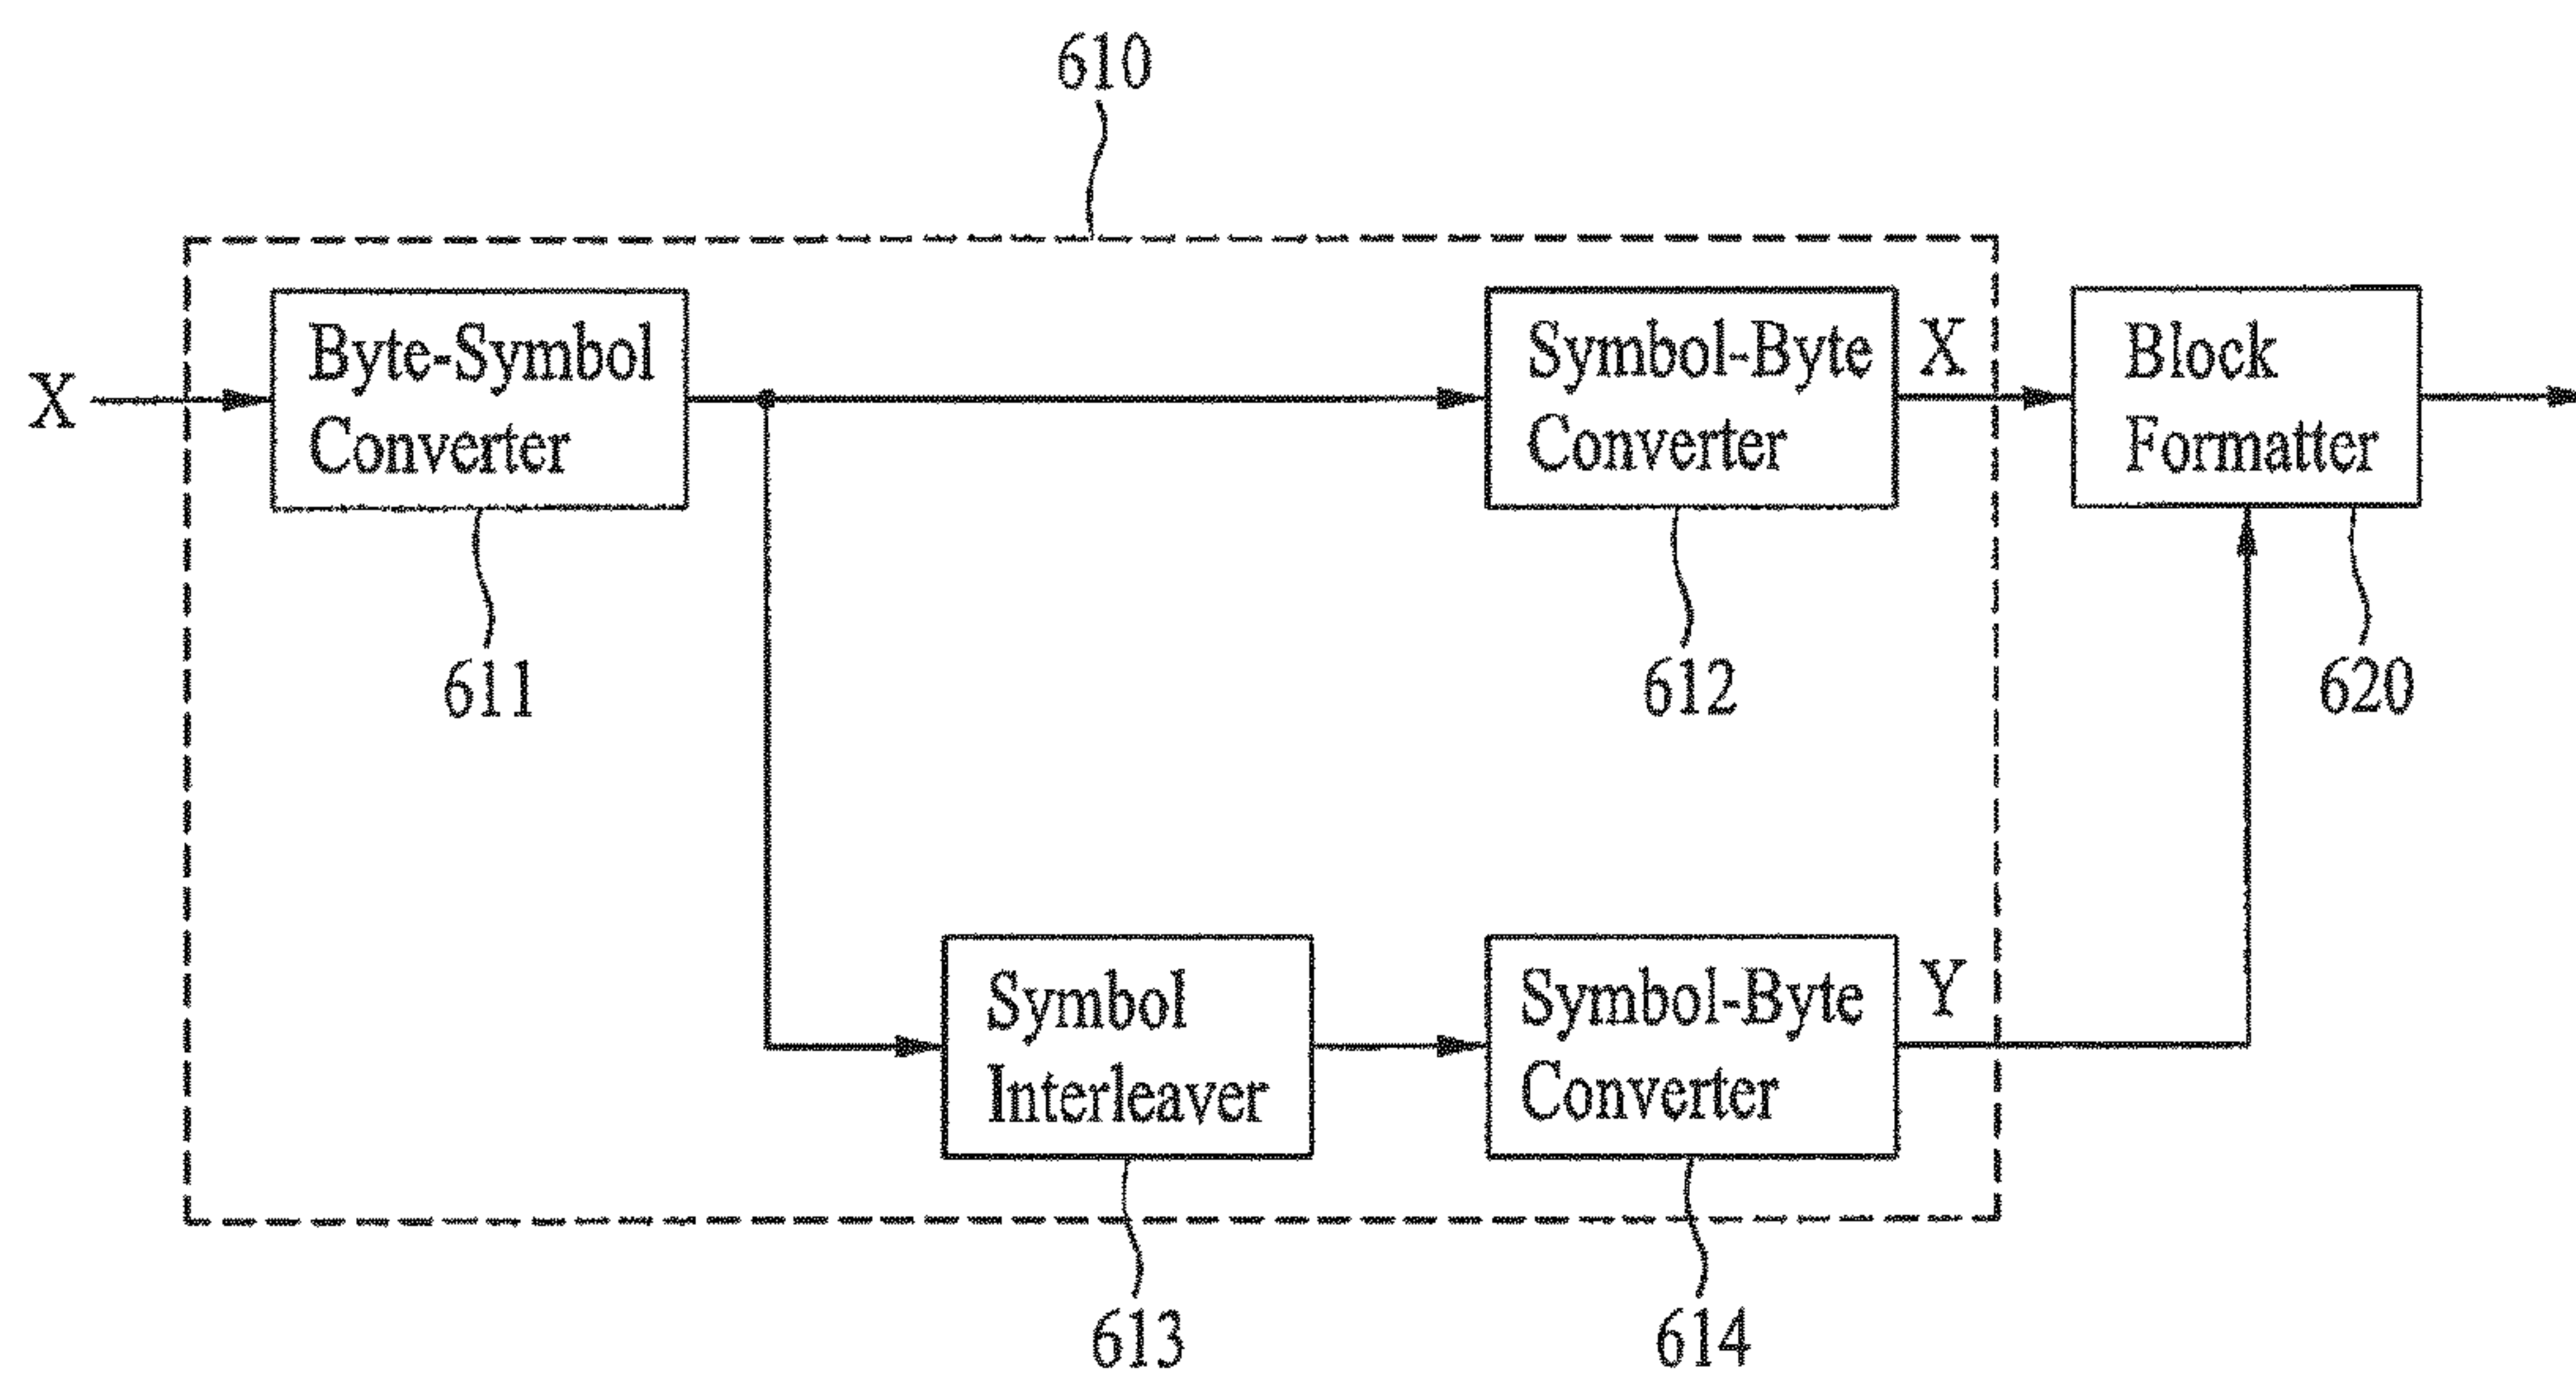 610
X
Byte-Symbol
Converter
611
Symbol-Byte
Converter
612
X
Block
Formatter
620
Symbol
Interleaver
613
Symbol-Byte
Converter
614
Y